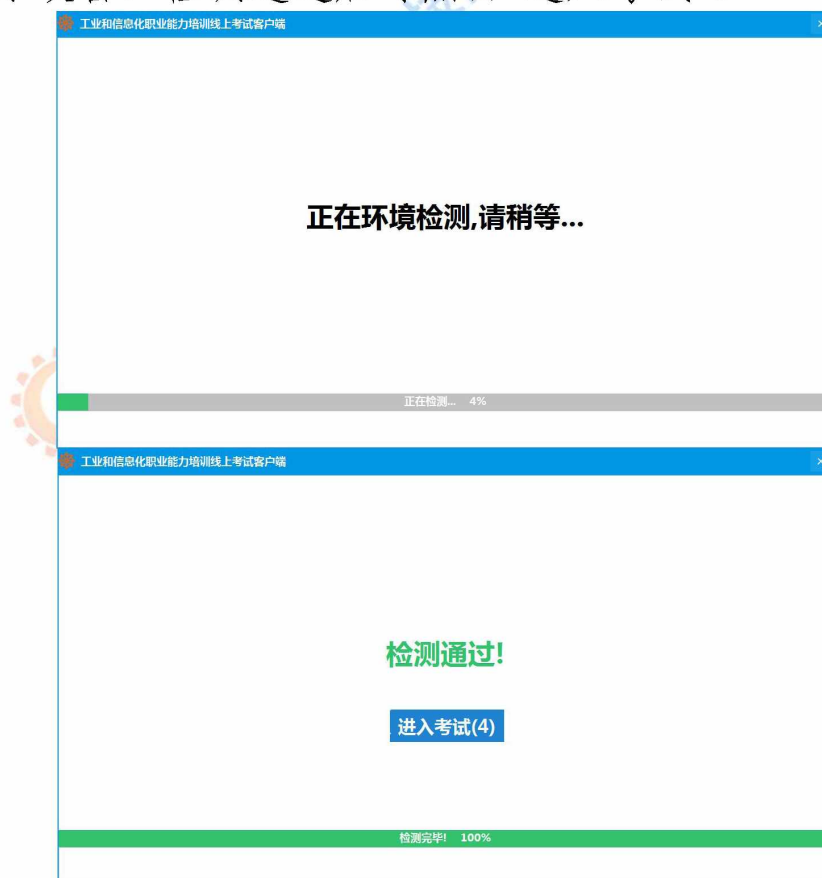 工业和信息化职业能力培训线上考试客户端
正在环境检测,请稍等...
正在检测... 4%
工业和信息化职业能力培训线上考试客户端
检测通过!
进入考试(4)
检测完毕! 100%